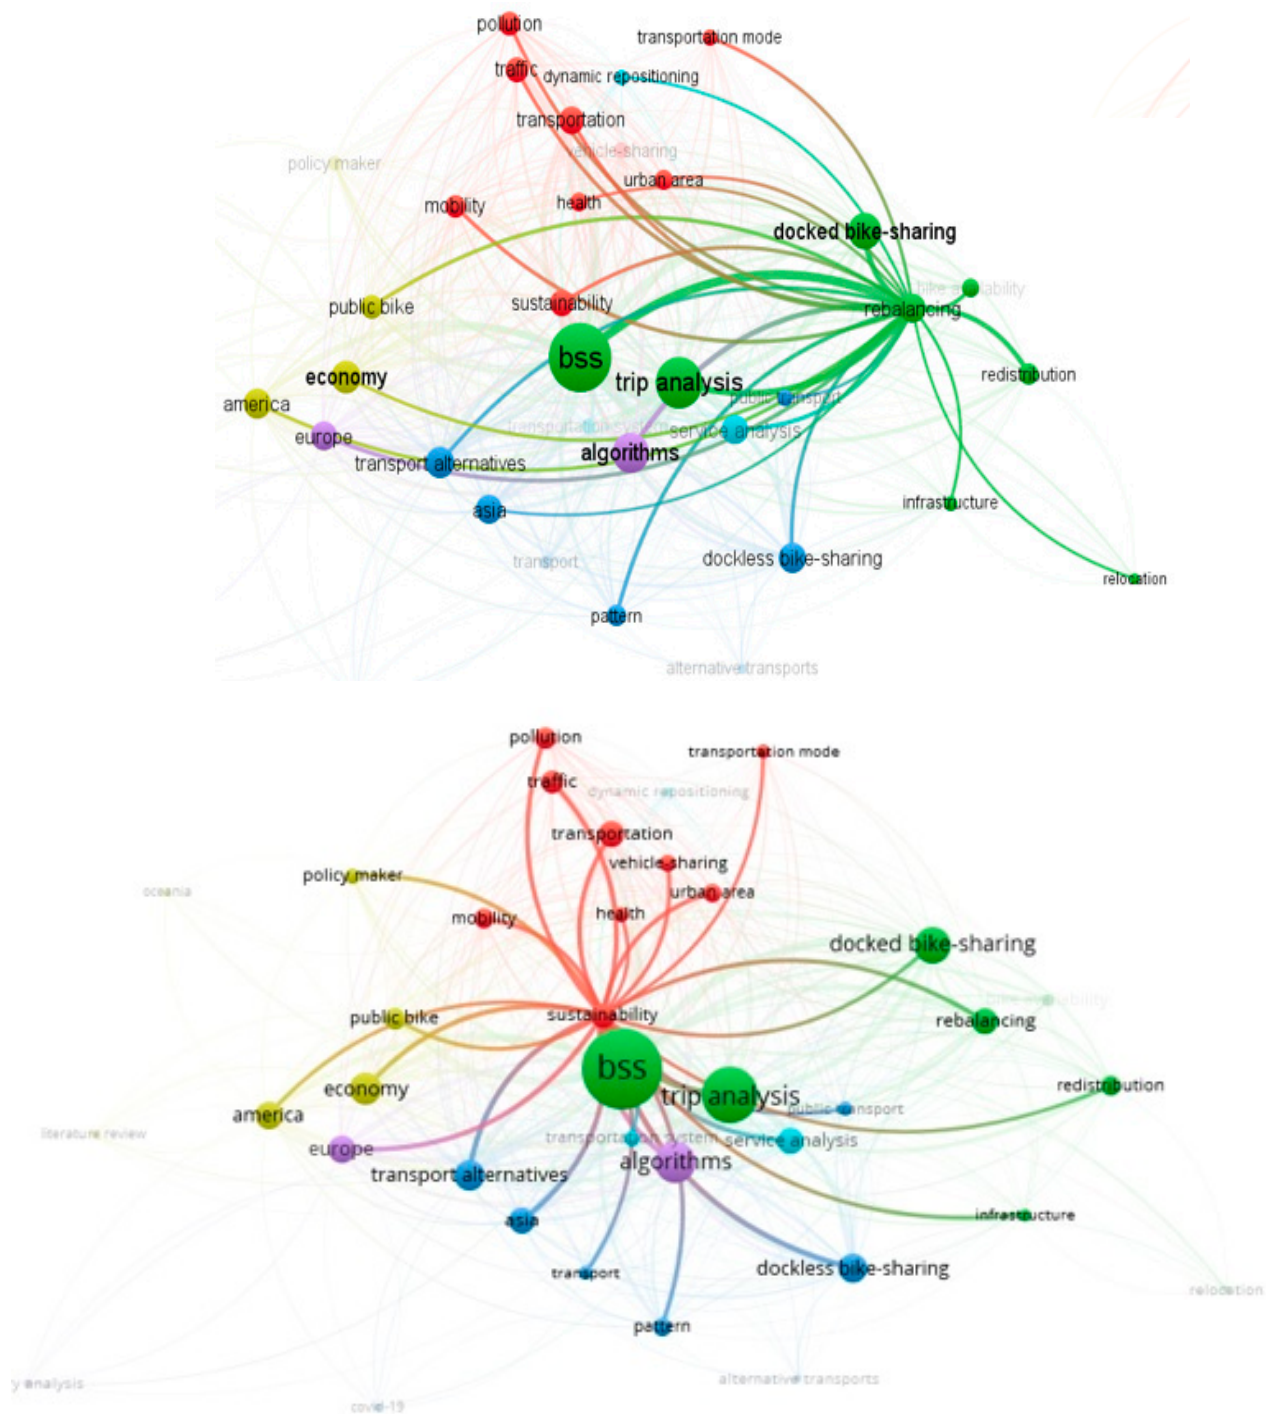 pollution
transportation mode
traffic
dynamic repositioning
transportation
vehicle-sharing
policy maker
urban area
health
mobility
docked bike-sharing
bike availability
public bike
sustainability
rebalancing
bss
economy
trip analysis
redistribution
public transport
america
transportation system
service analysis
europe
algorithms
transport alternatives
infrastructure
asia
transport
dockless bike-sharing
relocation
pattern
alternative transports
pollution
transportation mode
traffic
dynamic repositioning
transportation
vehicle-sharing
policy maker
urban area
oceania
mobility
health
docked bike-sharing
bike availability
public bike
sustainability
rebalancing
bss
economy
trip analysis
redistribution
america
public transport
literature review
transportation system
service analysis
europe
algorithms
transport alternatives
asia
infrastructure
transport
dockless bike-sharing
relocation
pattern
y analysis
alternative transports
covid-19